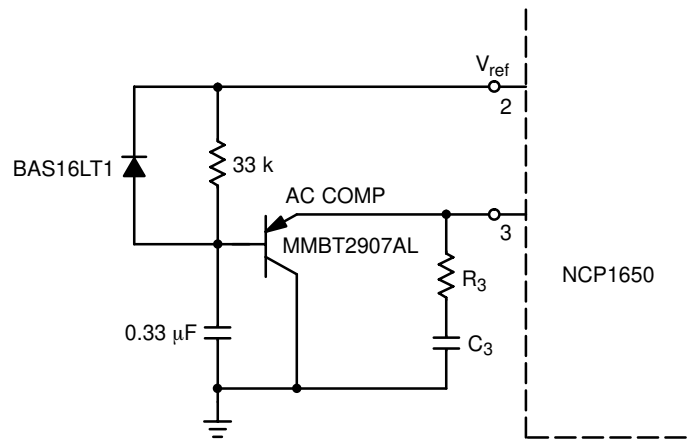 V_ref
2
BAS16LT1
33 k
AC COMP
3
MMBT2907AL
R_3
NCP1650
0.33 μF
C_3